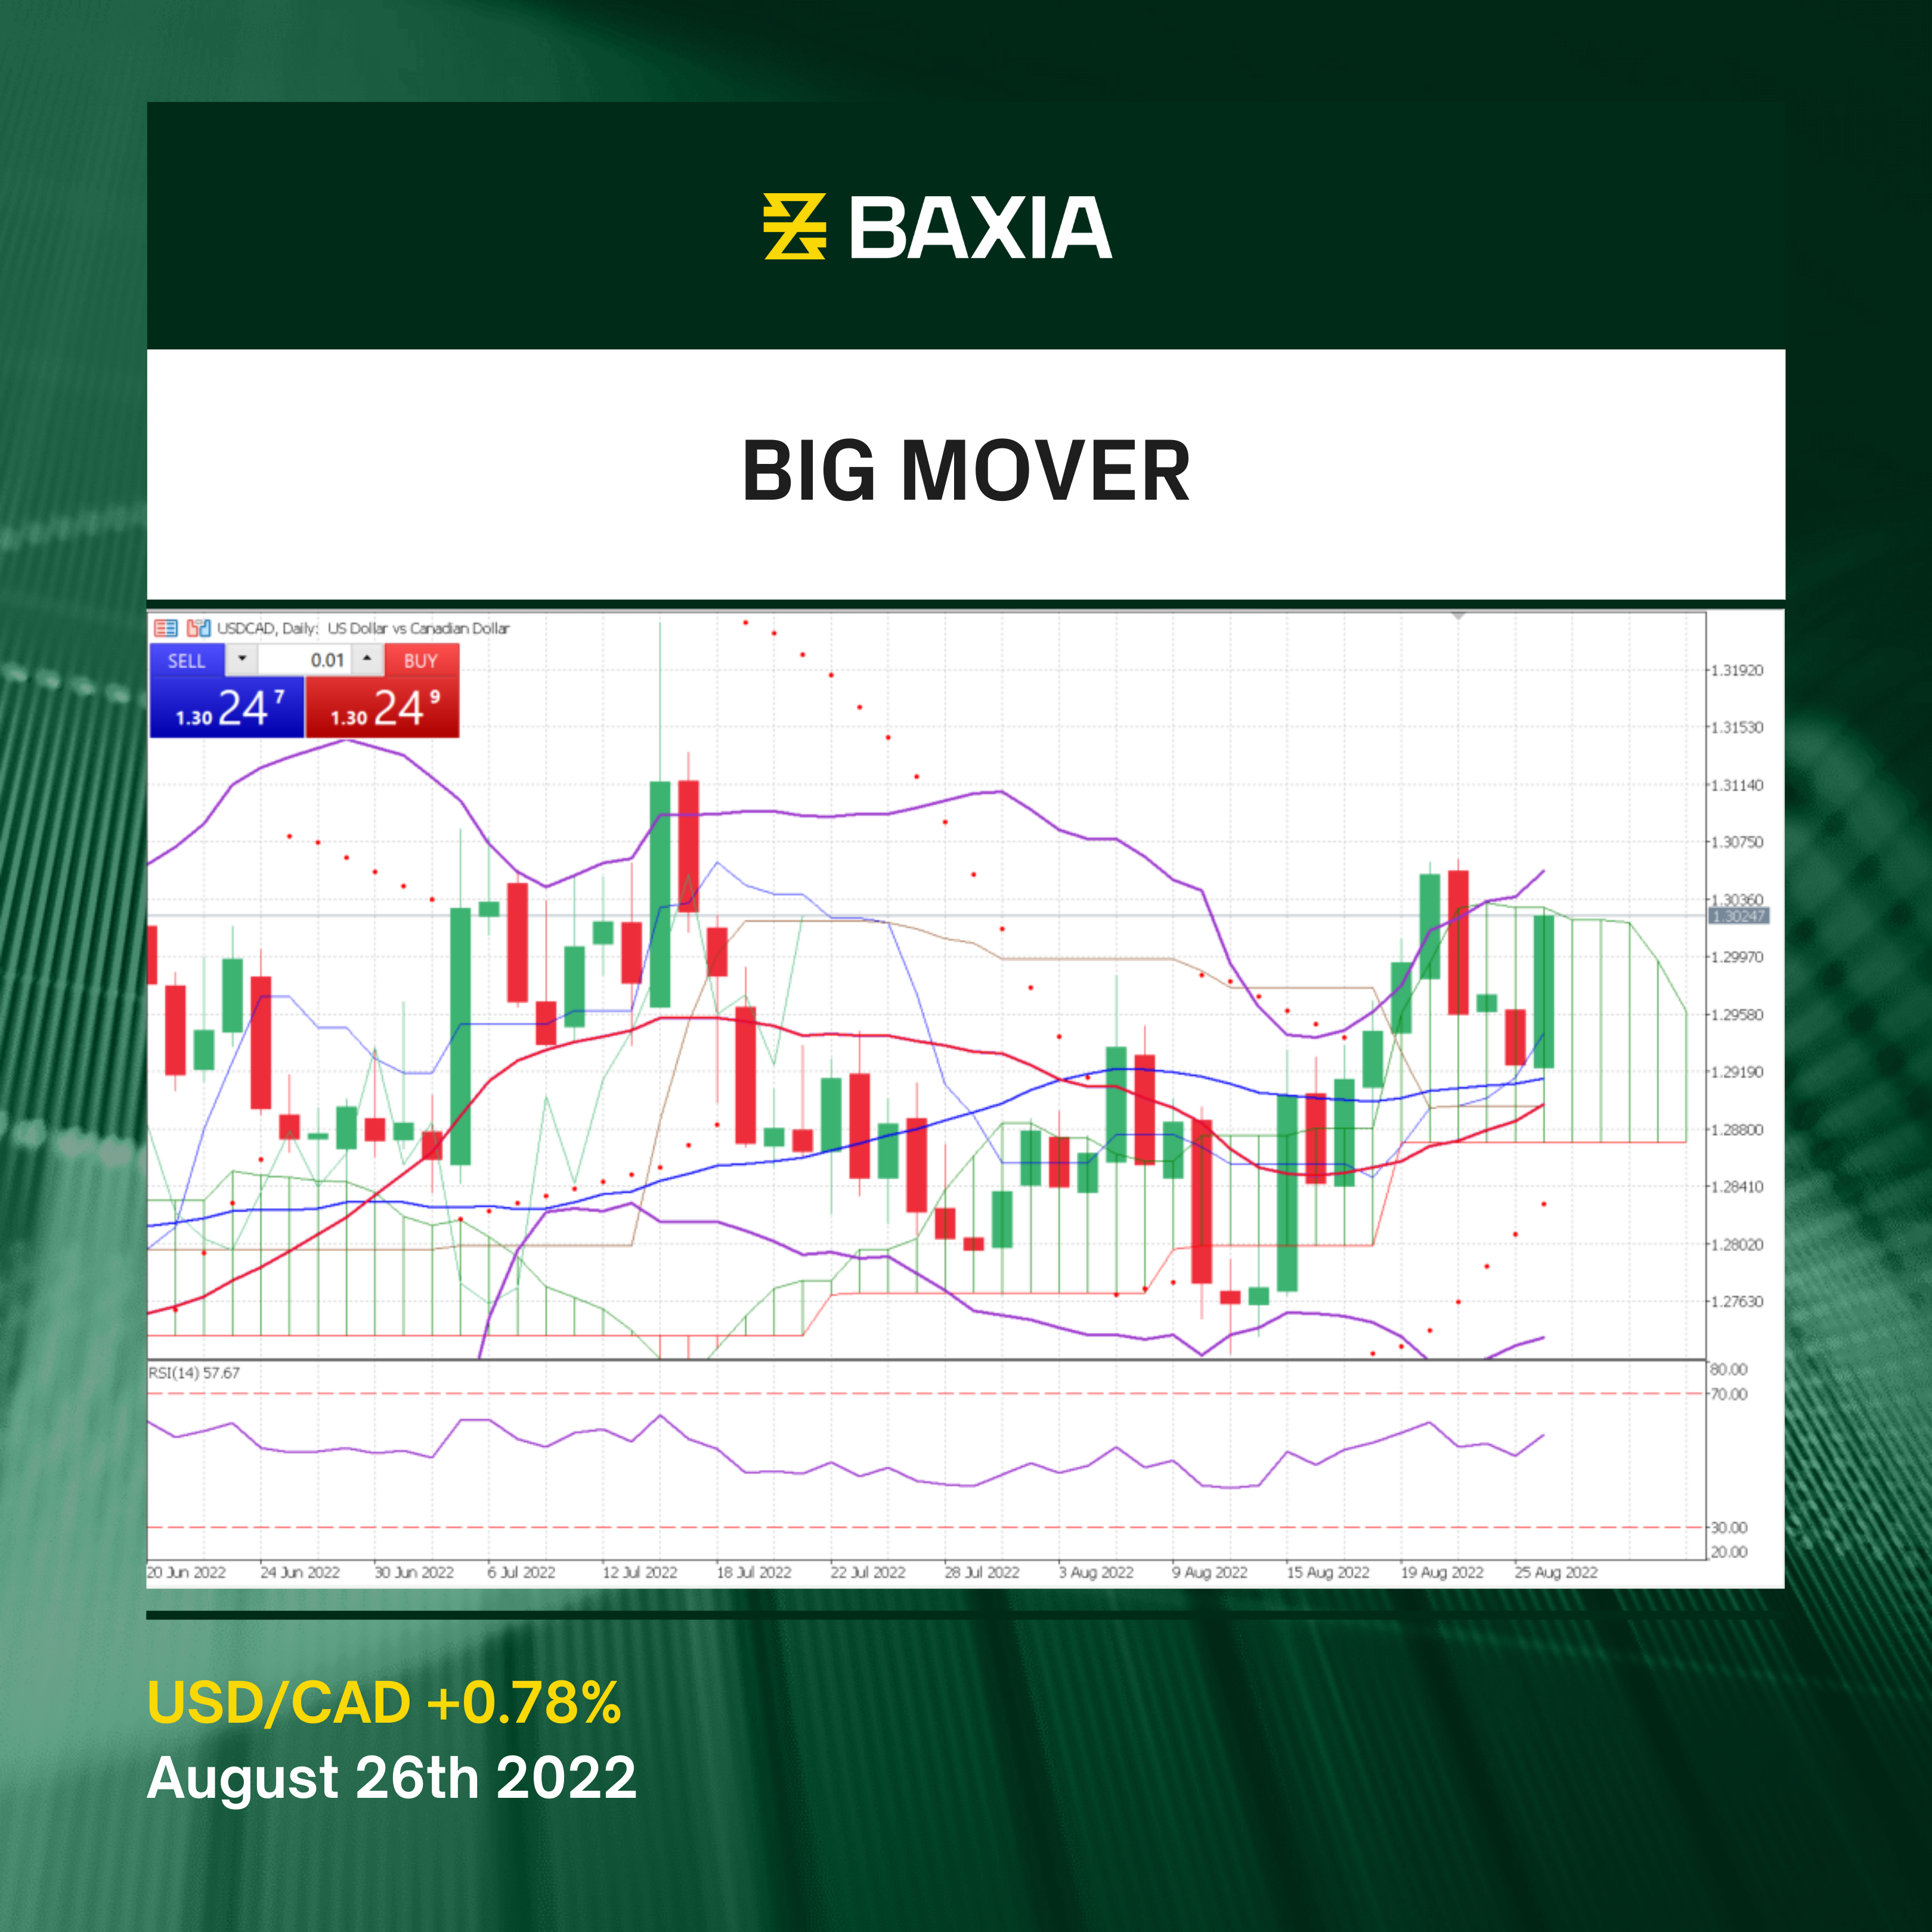 BAXIA
BIG MOVER
USDCAD, Daily: US Dollar vs Canadian Dollar
SELL 0.01 BUY
1.30 24 7 1.30 24 9
1.31920
1.31530
1.31140
1.30750
1.30360
1.30247
1.29970
1.29580
1.29190
1.28800
1.28410
1.28020
1.27630
RSI(14) 57.67
80.00
70.00
30.00
20.00
20 Jun 2022 24 Jun 2022 30 Jun 2022 6 Jul 2022 12 Jul 2022 18 Jul 2022 22 Jul 2022 28 Jul 2022 3 Aug 2022 9 Aug 2022 15 Aug 2022 19 Aug 2022 25 Aug 2022
USD/CAD +0.78%
August 26th 2022